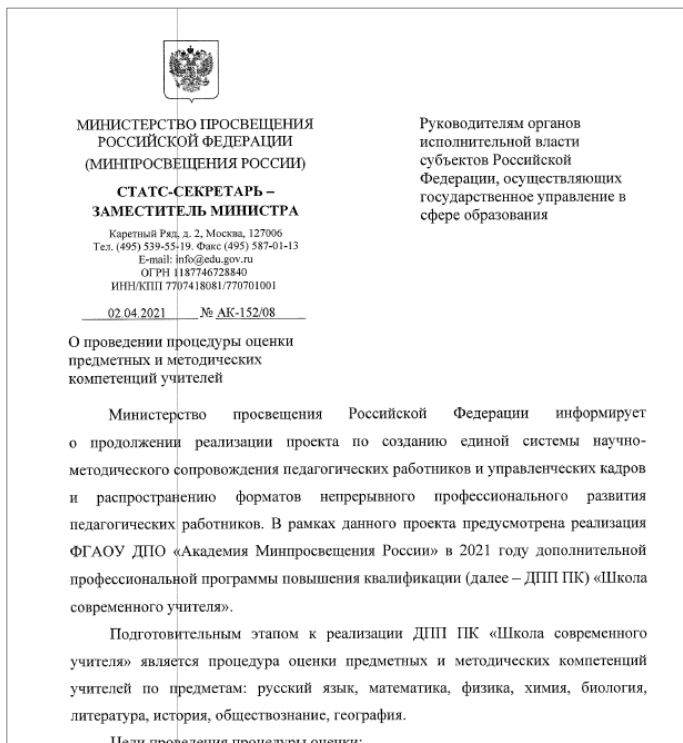 МИНИСТЕРСТВО ПРОСВЕЩЕНИЯ
РОССИЙСКОЙ ФЕДЕРАЦИИ
(МИНПРОСВЕЩЕНИЯ РОССИИ)
СТАТС-СЕКРЕТАРЬ –
ЗАМЕСТИТЕЛЬ МИНИСТРА
Каретный Ряд, д. 2, Москва, 127006
Тел. (495) 539-55-19. Факс (495) 587-01-13
E-mail: info@edu.gov.ru
ОГРН 1187746728840
ИНН/КПП 7707418081/770701001
02.04.2021 № АК-152/08
Руководителям органов
исполнительной власти
субъектов Российской
Федерации, осуществляющих
государственное управление в
сфере образования
О проведении процедуры оценки
предметных и методических
компетенций учителей
Министерство просвещения Российской Федерации информирует
о продолжении реализации проекта по созданию единой системы научно-
методического сопровождения педагогических работников и управленческих кадров
и распространению форматов непрерывного профессионального развития
педагогических работников. В рамках данного проекта предусмотрена реализация
ФГАОУ ДПО «Академия Минпросвещения России» в 2021 году дополнительной
профессиональной программы повышения квалификации (далее – ДПП ПК) «Школа
современного учителя».
Подготовительным этапом к реализации ДПП ПК «Школа современного
учителя» является процедура оценки предметных и методических компетенций
учителей по предметам: русский язык, математика, физика, химия, биология,
литература, история, обществознание, география.
Цели проведения процедуры оценки: